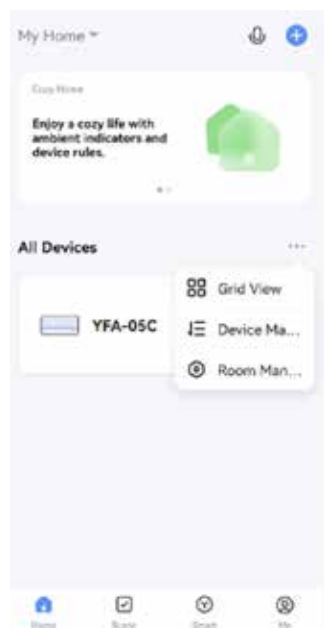 My Home
Cozy Home
Enjoy a cozy life with
ambient indicators and
device rules.
All Devices
Grid View
YFA-05C
Device Ma...
Room Man...
Home
Scene
Smart
Me